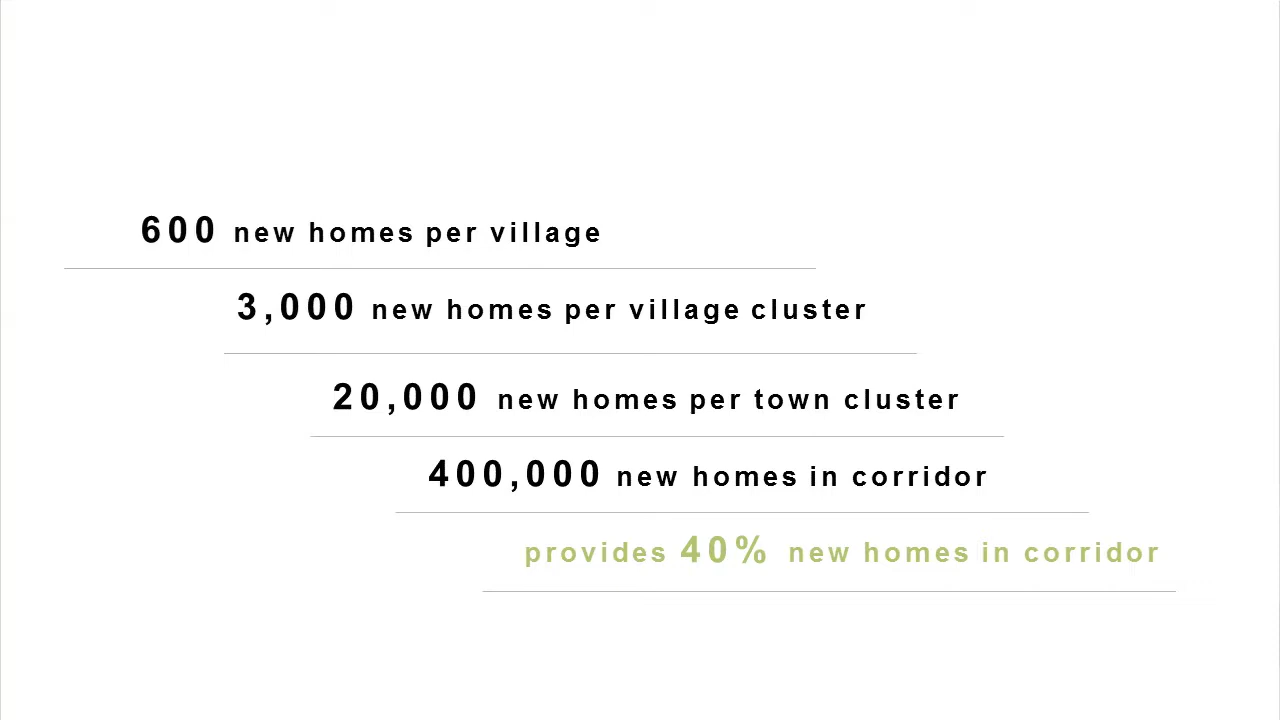 600 new homes per village
3,000 new homes per village cluster
20,000 new homes per town cluster
400,000 new homes in corridor
provides 40% new homes in corridor